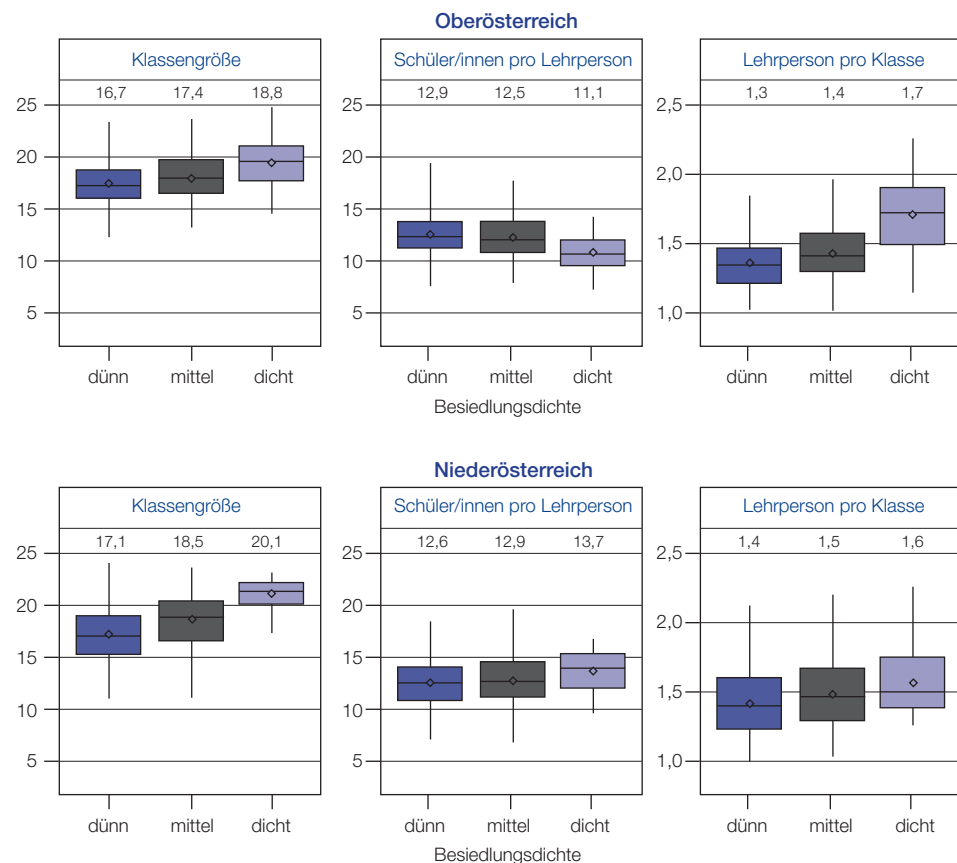 Oberösterreich
Klassengröße
Schüler/innen pro Lehrperson
Lehrperson pro Klasse
16,7 17,4 18,8
12,9 12,5 11,1
1,3 1,4 1,7
25
20
15
10
5
25
20
15
10
5
2,5
2,0
1,5
1,0
dünn mittel dicht
dünn mittel dicht
dünn mittel dicht
Besiedlungsdichte
Niederösterreich
Klassengröße
Schüler/innen pro Lehrperson
Lehrperson pro Klasse
17,1 18,5 20,1
12,6 12,9 13,7
1,4 1,5 1,6
25
20
15
10
5
25
20
15
10
5
2,5
2,0
1,5
1,0
dünn mittel dicht
dünn mittel dicht
dünn mittel dicht
Besiedlungsdichte